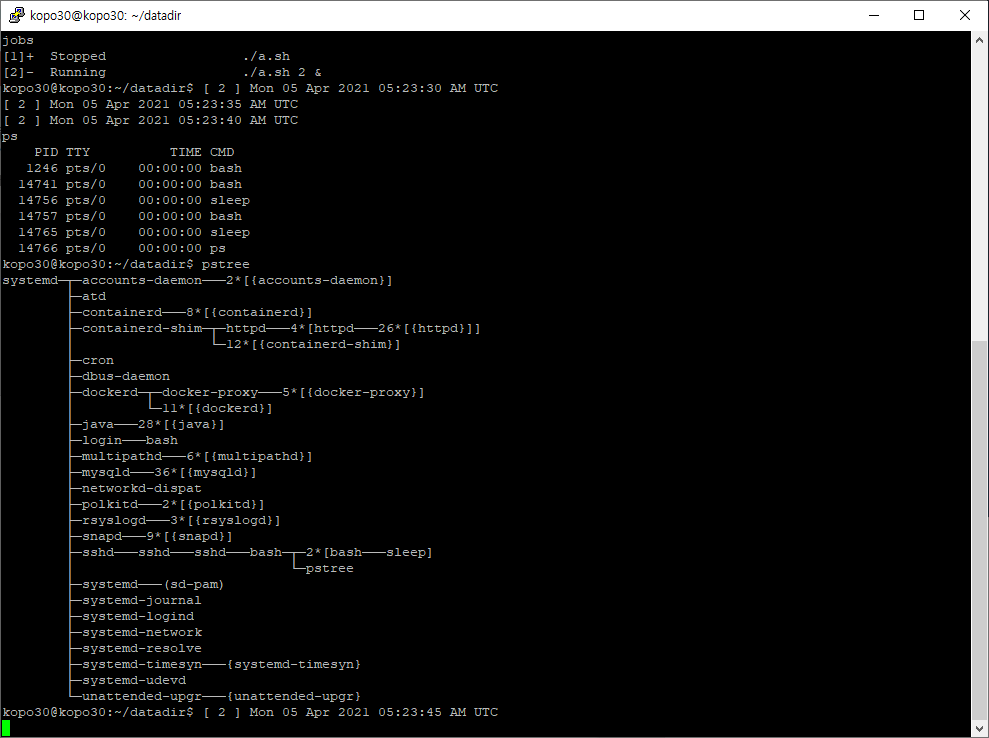 kopo30@kopo30: ~/datadir
jobs
[1]+  Stopped                 ./a.sh
[2]-  Running                 ./a.sh 2 &
kopo30@kopo30:~/datadir$ [ 2 ] Mon 05 Apr 2021 05:23:30 AM UTC
[ 2 ] Mon 05 Apr 2021 05:23:35 AM UTC
[ 2 ] Mon 05 Apr 2021 05:23:40 AM UTC
ps
    PID TTY          TIME CMD
   1246 pts/0    00:00:00 bash
  14741 pts/0    00:00:00 bash
  14756 pts/0    00:00:00 sleep
  14757 pts/0    00:00:00 bash
  14765 pts/0    00:00:00 sleep
  14766 pts/0    00:00:00 ps
kopo30@kopo30:~/datadir$ pstree
systemd─┬─accounts-daemon───2*[{accounts-daemon}]
        ├─atd
        ├─containerd───8*[{containerd}]
        ├─containerd-shim─┬─httpd───4*[httpd───26*[{httpd}]]
        │                 └─12*[{containerd-shim}]
        ├─cron
        ├─dbus-daemon
        ├─dockerd─┬─docker-proxy───5*[{docker-proxy}]
        │         └─11*[{dockerd}]
        ├─java───28*[{java}]
        ├─login───bash
        ├─multipathd───6*[{multipathd}]
        ├─mysqld───36*[{mysqld}]
        ├─networkd-dispat
        ├─polkitd───2*[{polkitd}]
        ├─rsyslogd───3*[{rsyslogd}]
        ├─snapd───9*[{snapd}]
        ├─sshd───sshd───sshd───bash─┬─2*[bash───sleep]
        │                           └─pstree
        ├─systemd───(sd-pam)
        ├─systemd-journal
        ├─systemd-logind
        ├─systemd-network
        ├─systemd-resolve
        ├─systemd-timesyn───{systemd-timesyn}
        ├─systemd-udevd
        └─unattended-upgr───{unattended-upgr}
kopo30@kopo30:~/datadir$ [ 2 ] Mon 05 Apr 2021 05:23:45 AM UTC